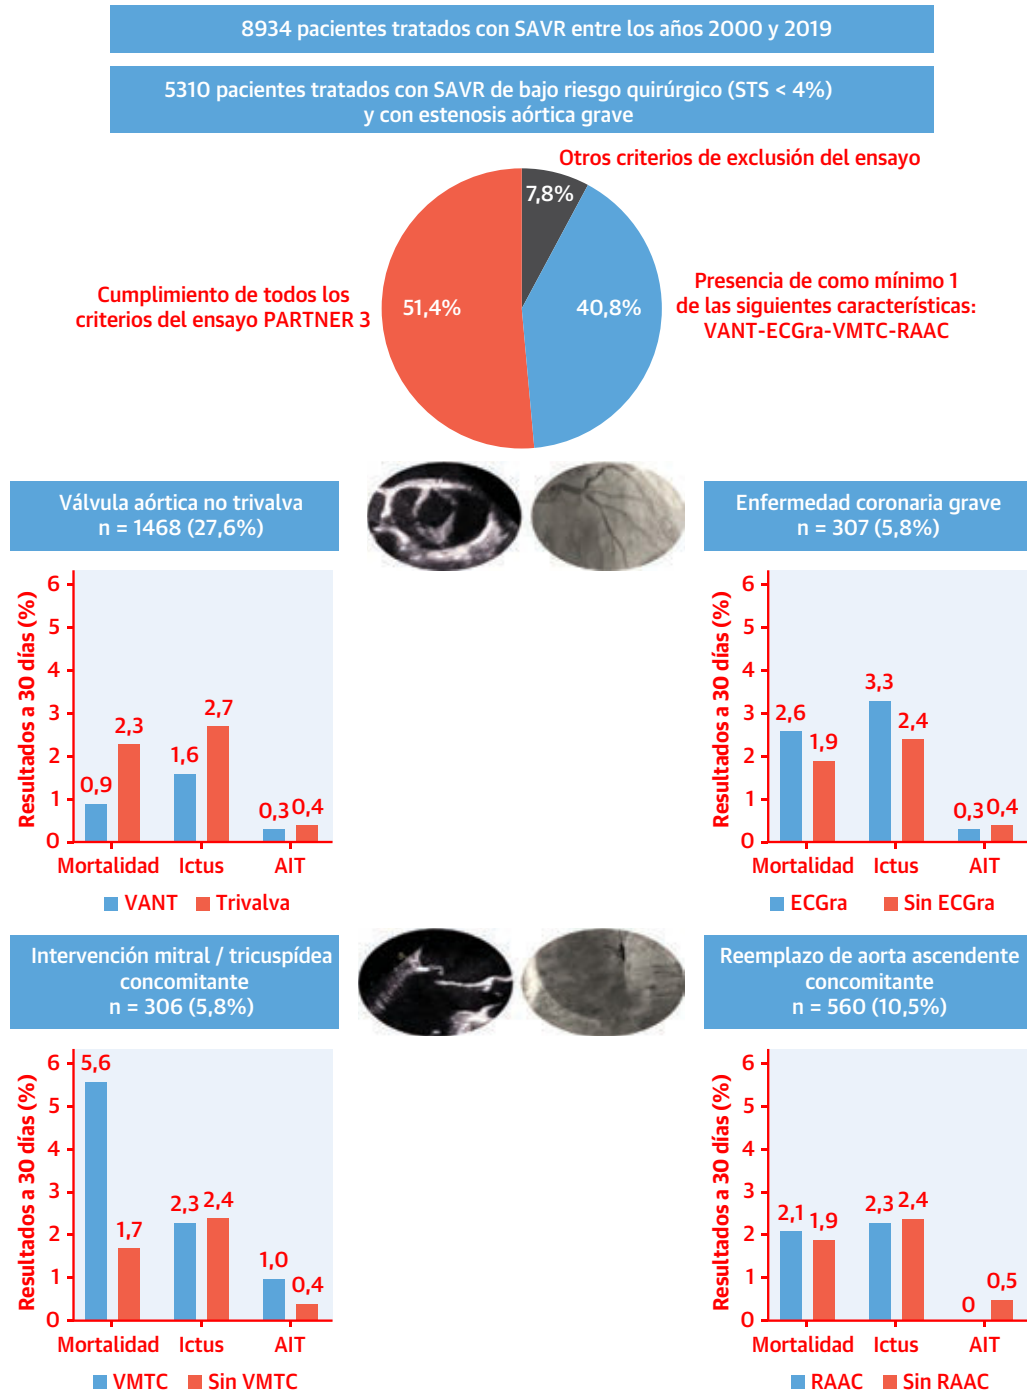 8934 pacientes tratados con SAVR entre los años 2000 y 2019
5310 pacientes tratados con SAVR de bajo riesgo quirúrgico (STS < 4%)
y con estenosis aórtica grave
Otros criterios de exclusión del ensayo
7,8%
Cumplimiento de todos los
criterios del ensayo PARTNER 3
51,4%
40,8%
Presencia de como mínimo 1
de las siguientes características:
VANT-ECGra-VMTC-RAAC
Válvula aórtica no trivalva
n = 1468 (27,6%)
Resultados a 30 días (%)
6
5
4
3
2
1
0
0,9
2,3
1,6
2,7
0,3
0,4
Mortalidad
Ictus
AIT
VANT
Trivalva
Enfermedad coronaria grave
n = 307 (5,8%)
Resultados a 30 días (%)
6
5
4
3
2
1
0
2,6
1,9
3,3
2,4
0,3
0,4
Mortalidad
Ictus
AIT
ECGra
Sin ECGra
Intervención mitral / tricuspídea
concomitante
n = 306 (5,8%)
Resultados a 30 días (%)
6
5
4
3
2
1
0
5,6
1,7
2,3
2,4
1,0
0,4
Mortalidad
Ictus
AIT
VMTC
Sin VMTC
Reemplazo de aorta ascendente
concomitante
n = 560 (10,5%)
Resultados a 30 días (%)
6
5
4
3
2
1
0
2,1
1,9
2,3
2,4
0
0,5
Mortalidad
Ictus
AIT
RAAC
Sin RAAC